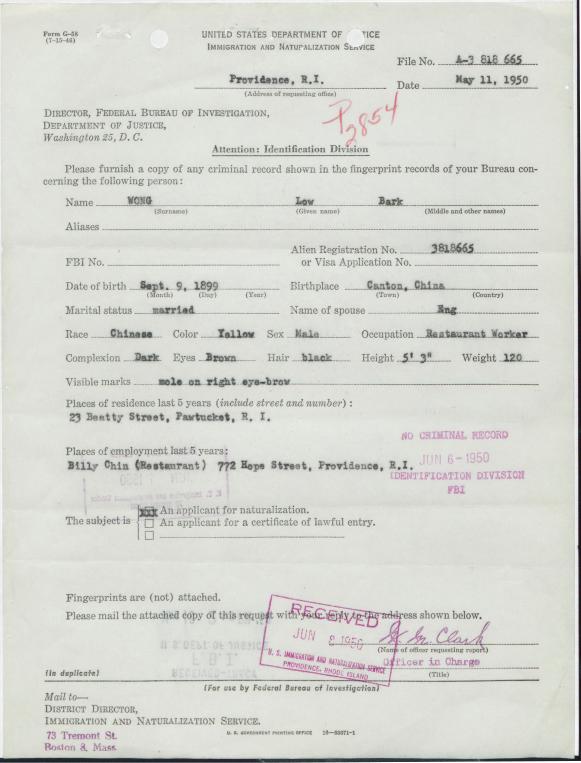 Form G-58
(7-15-46)
UNITED STATES DEPARTMENT OF JUSTICE
IMMIGRATION AND NATURALIZATION SERVICE
File No. A-3 818 665
Providence, R.I.
(Address of requesting office)
Date May 11, 1950
DIRECTOR, FEDERAL BUREAU OF INVESTIGATION,
DEPARTMENT OF JUSTICE,
Washington 25, D. C.
P2854
Attention: Identification Division
Please furnish a copy of any criminal record shown in the fingerprint records of your Bureau con-
cerning the following person:
Name WONG Low Bark
(Surname) (Given name) (Middle and other names)
Aliases
Alien Registration No. 3818665
FBI No. or Visa Application No.
Date of birth Sept. 9, 1899 Birthplace Canton, China
(Month) (Day) (Year) (Town) (Country)
Marital status married Name of spouse Eng
Race Chinese Color Yellow Sex Male Occupation Restaurant Worker
Complexion Dark Eyes Brown Hair black Height 5' 3" Weight 120
Visible marks mole on right eye-brow
Places of residence last 5 years (include street and number):
23 Beatty Street, Pawtucket, R. I.
Places of employment last 5 years:
Billy Chin (Restaurant) 772 Hope Street, Providence, R.I.
NO CRIMINAL RECORD
JUN 6-1950
IDENTIFICATION DIVISION
FBI
The subject is
xxx An applicant for naturalization.
An applicant for a certificate of lawful entry.
Fingerprints are (not) attached.
Please mail the attached copy of this request with your reply to the address shown below.
RECEIVED
JUN 8 1950
U. S. IMMIGRATION AND NATURALIZATION SERVICE
PROVIDENCE, RHODE ISLAND
M. Clark
(Name of officer requesting report)
Officer in Charge
(Title)
(In duplicate)
(For use by Federal Bureau of Investigation)
Mail to—
DISTRICT DIRECTOR,
IMMIGRATION AND NATURALIZATION SERVICE.
73 Tremont St.
Boston 8, Mass.
U. S. GOVERNMENT PRINTING OFFICE 16-53071-1